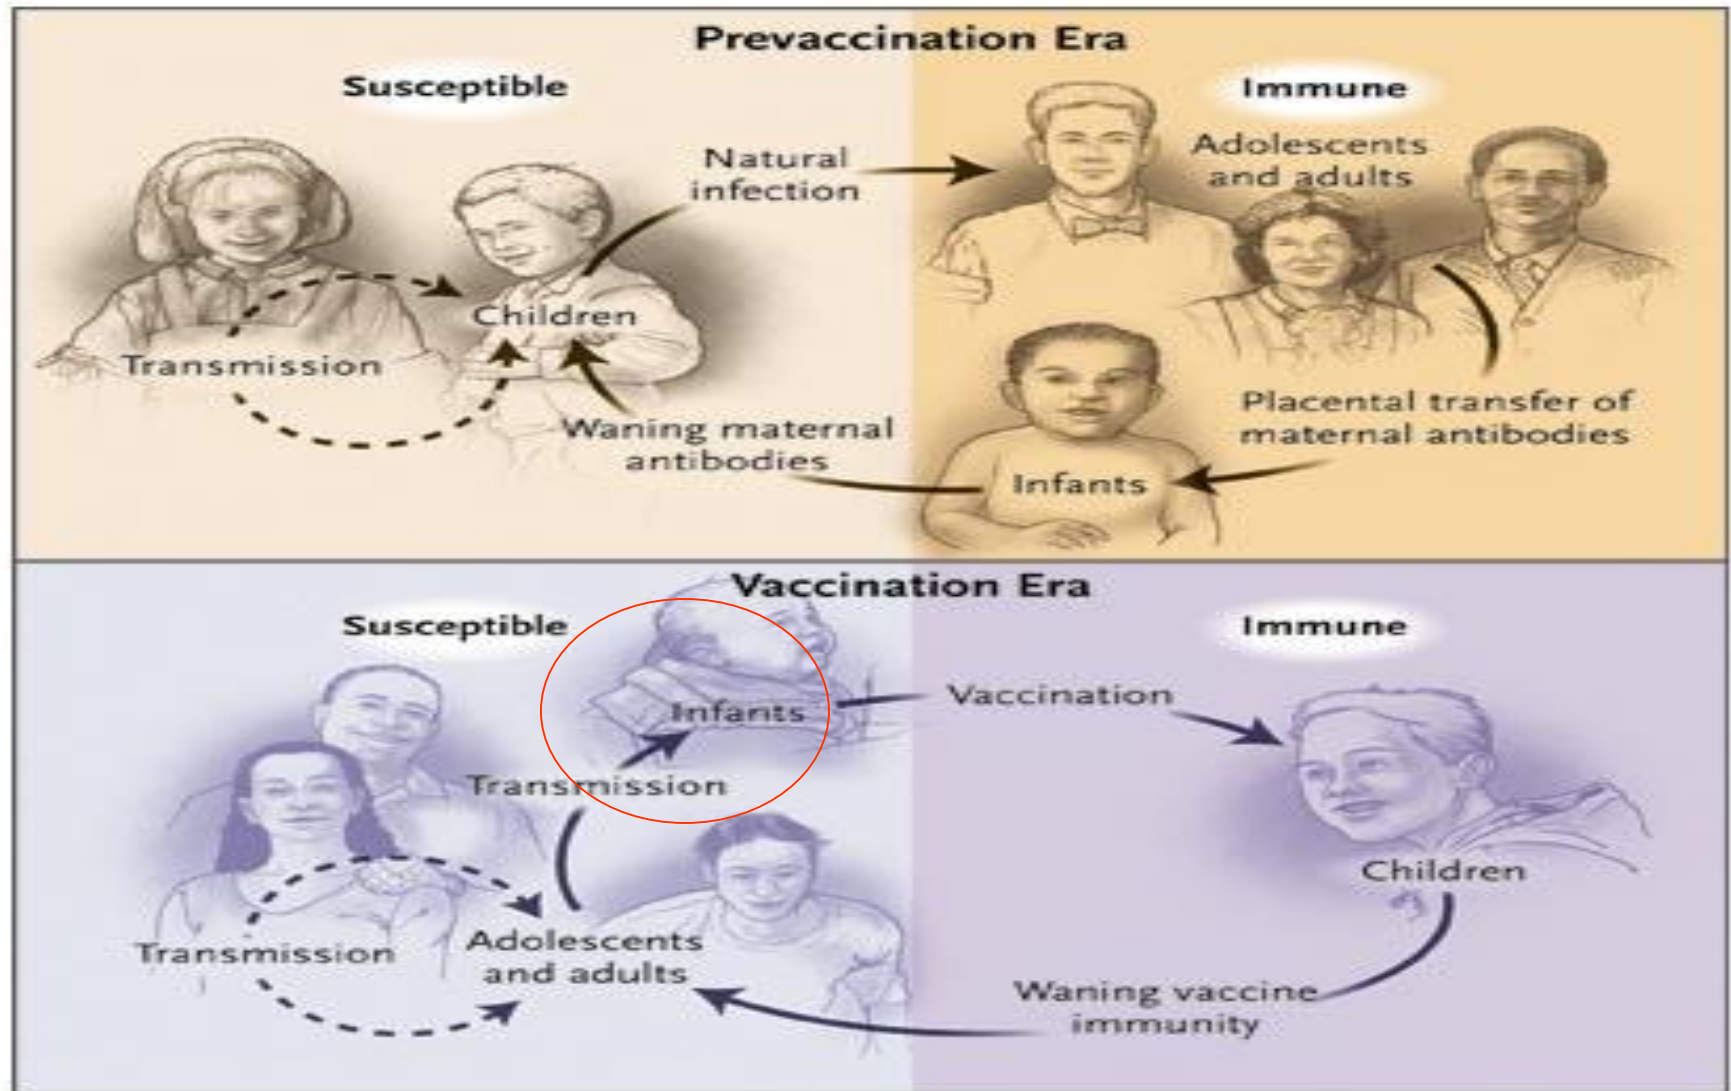 Prevaccination Era
Susceptible
Immune
Natural
infection
Adolescents
and adults
Children
Transmission
Waning maternal
antibodies
Placental transfer of
maternal antibodies
Infants
Vaccination Era
Susceptible
Immune
Infants
Vaccination
Transmission
Children
Transmission
Adolescents
and adults
Waning vaccine
immunity